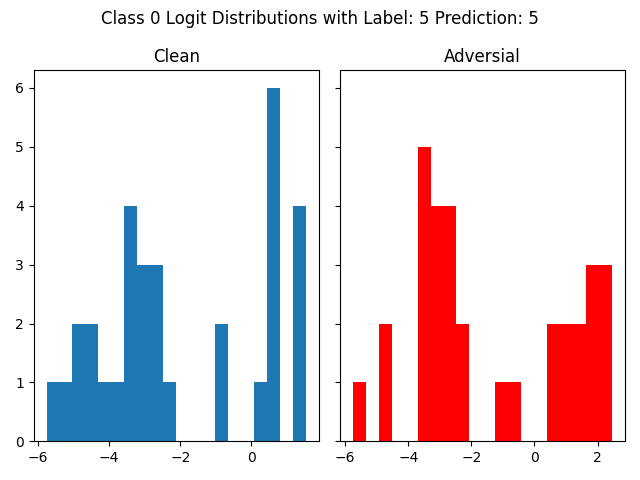 Class 0 Logit Distributions with Label: 5 Prediction: 5
Clean
Adversial
6
5
4
3
2
1
0
−6 −4 −2 0
−6 −4 −2 0 2